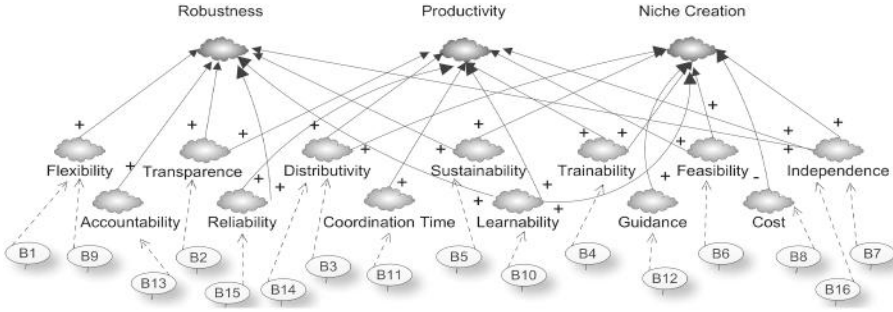 Robustness Productivity Niche Creation
+ + + + + + + + + + +
Flexibility Transparence Distributivity Sustainability Trainability Feasibility Independence
+ + + + + + + -
Accountability Reliability Coordination Time Learnability Guidance Cost
B1 B9 B2 B3 B5 B4 B6 B8 B7
B13 B15 B14 B11 B10 B12 B16